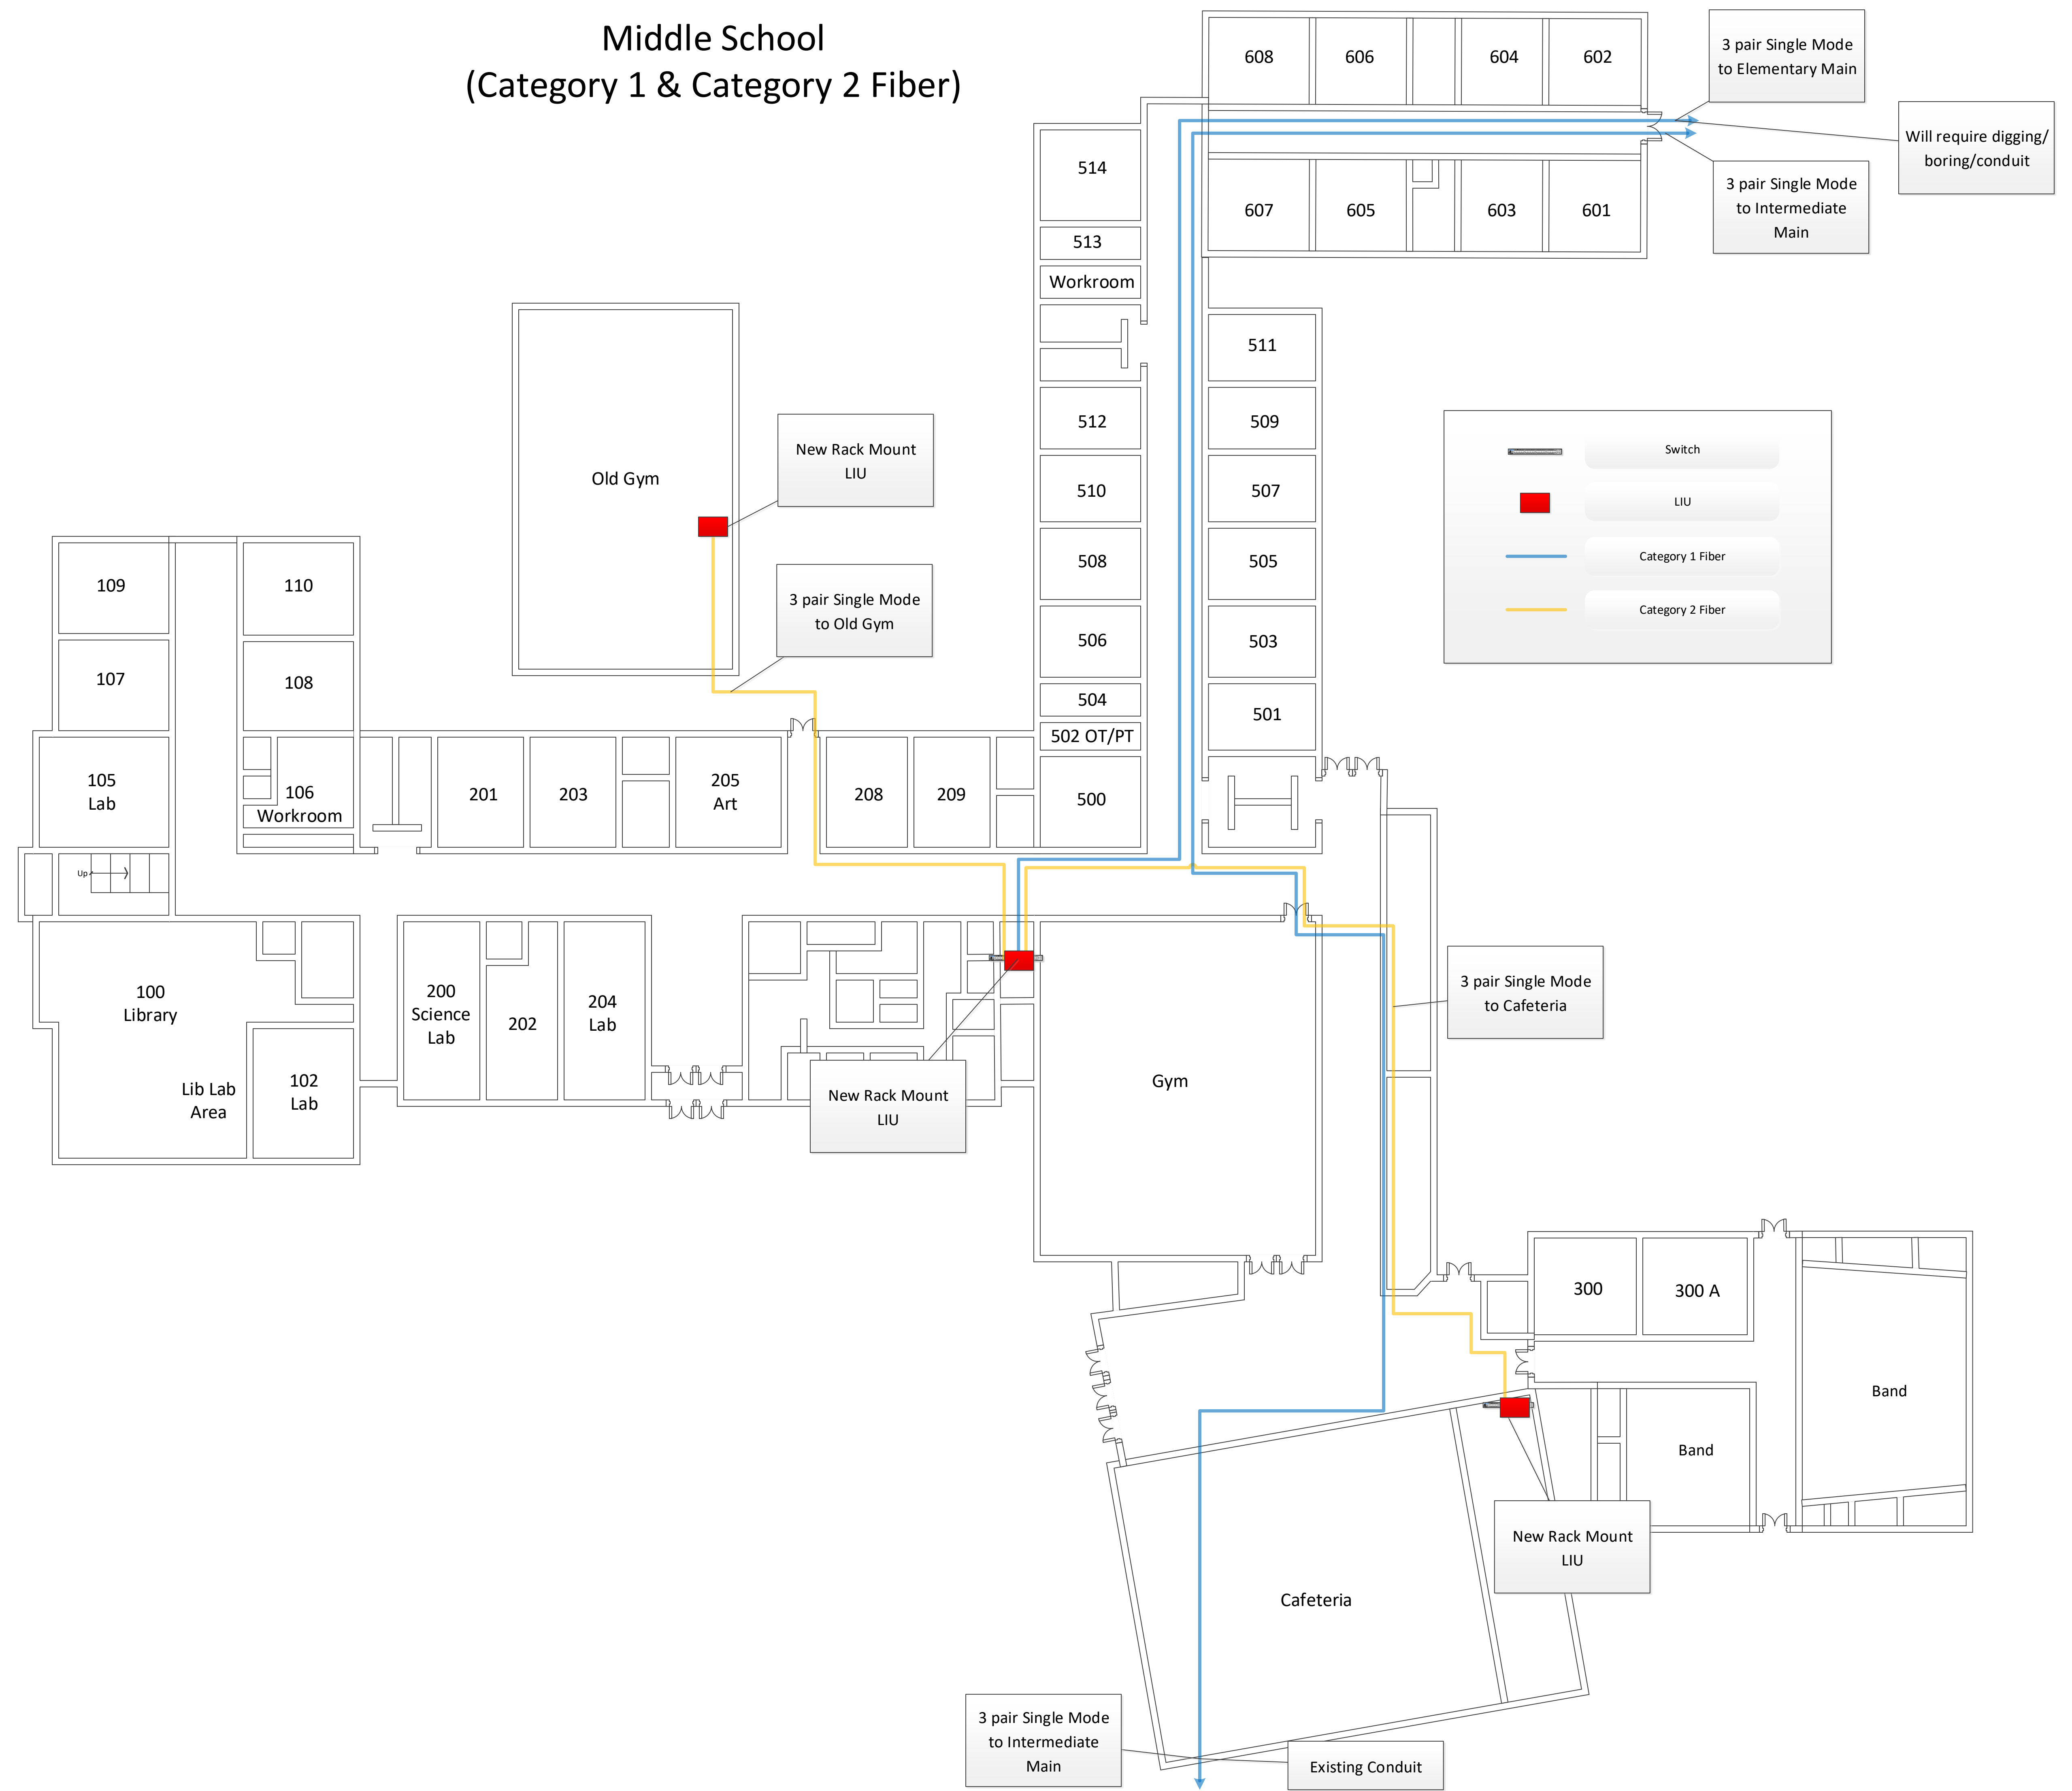 Middle School
(Category 1 & Category 2 Fiber)
608
606
604
602
3 pair Single Mode
to Elementary Main
Will require digging/
boring/conduit
3 pair Single Mode
to Intermediate
Main
607
605
603
601
514
513
Workroom
511
512
509
510
507
508
505
506
503
504
501
502 OT/PT
500
Switch
LIU
Category 1 Fiber
Category 2 Fiber
Old Gym
New Rack Mount
LIU
3 pair Single Mode
to Old Gym
109
110
107
108
105
Lab
106
Workroom
201
203
205
Art
208
209
Up
100
Library
Lib Lab
Area
102
Lab
200
Science
Lab
202
204
Lab
New Rack Mount
LIU
Gym
3 pair Single Mode
to Cafeteria
300
300 A
Band
Band
New Rack Mount
LIU
Cafeteria
3 pair Single Mode
to Intermediate
Main
Existing Conduit